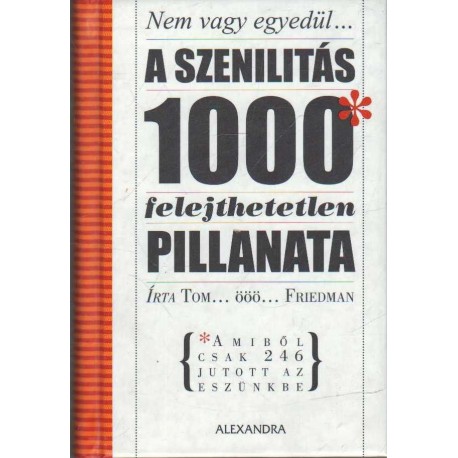 Nem vagy egyedül...
A SZENILITÁS
1000*
felejthetetlen
PILLANATA
ÍRTA TOM... ÖÖÖ... FRIEDMAN
{*AMIBŐL
CSAK 246
JUTOTT AZ
ESZÜNKBE}
ALEXANDRA